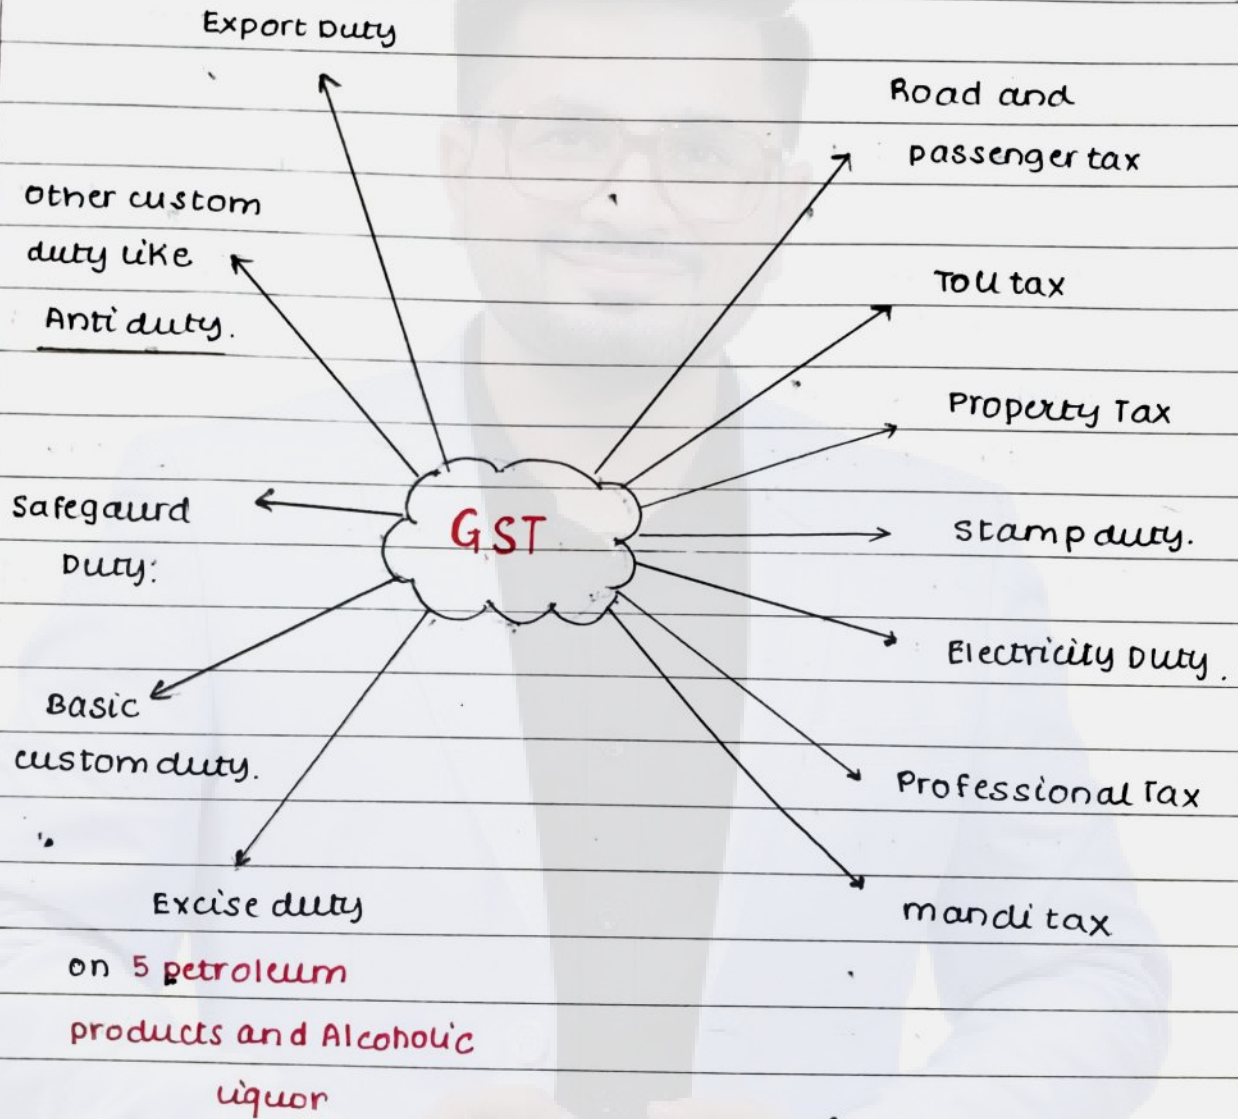 Export Duty
Road and
passenger tax
other custom
duty like
Anti duty.
Toll tax
Property Tax
GST
Safegaurd
Duty:
stamp duty.
Electricity Duty.
Basic
custom duty.
Professional Tax
Excise duty
mandi tax
on 5 petroleum
products and Alcoholic
liquor